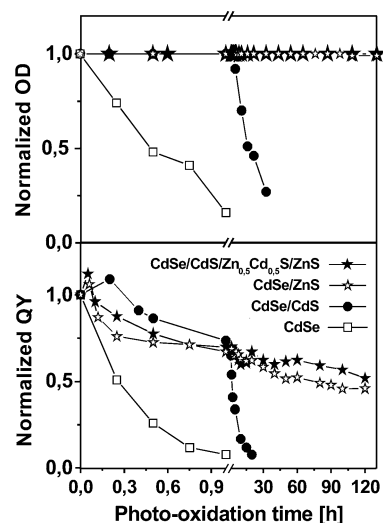 Normalized OD
1,0
0,5
0,0
Normalized QY
1,0
0,5
0,0
CdSe/CdS/Zn0,5Cd0,5S/ZnS
CdSe/ZnS
CdSe/CdS
CdSe
0,0 0,3 0,6 0,9 30 60 90 120
Photo-oxidation time [h]